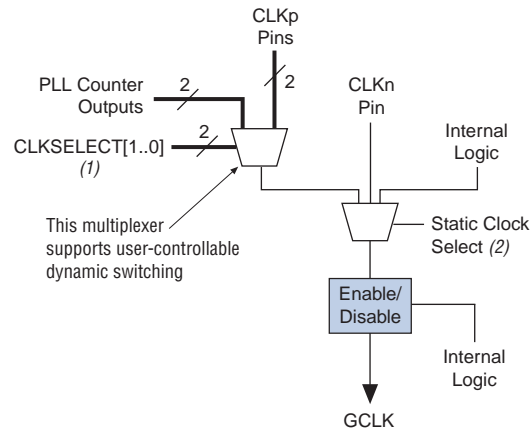 CLKp
Pins
PLL Counter
Outputs
2
2
CLKn
Pin
CLKSELECT[1..0]
(1)
2
Internal
Logic
This multiplexer
supports user-controllable
dynamic switching
Static Clock
Select (2)
Enable/
Disable
Internal
Logic
GCLK